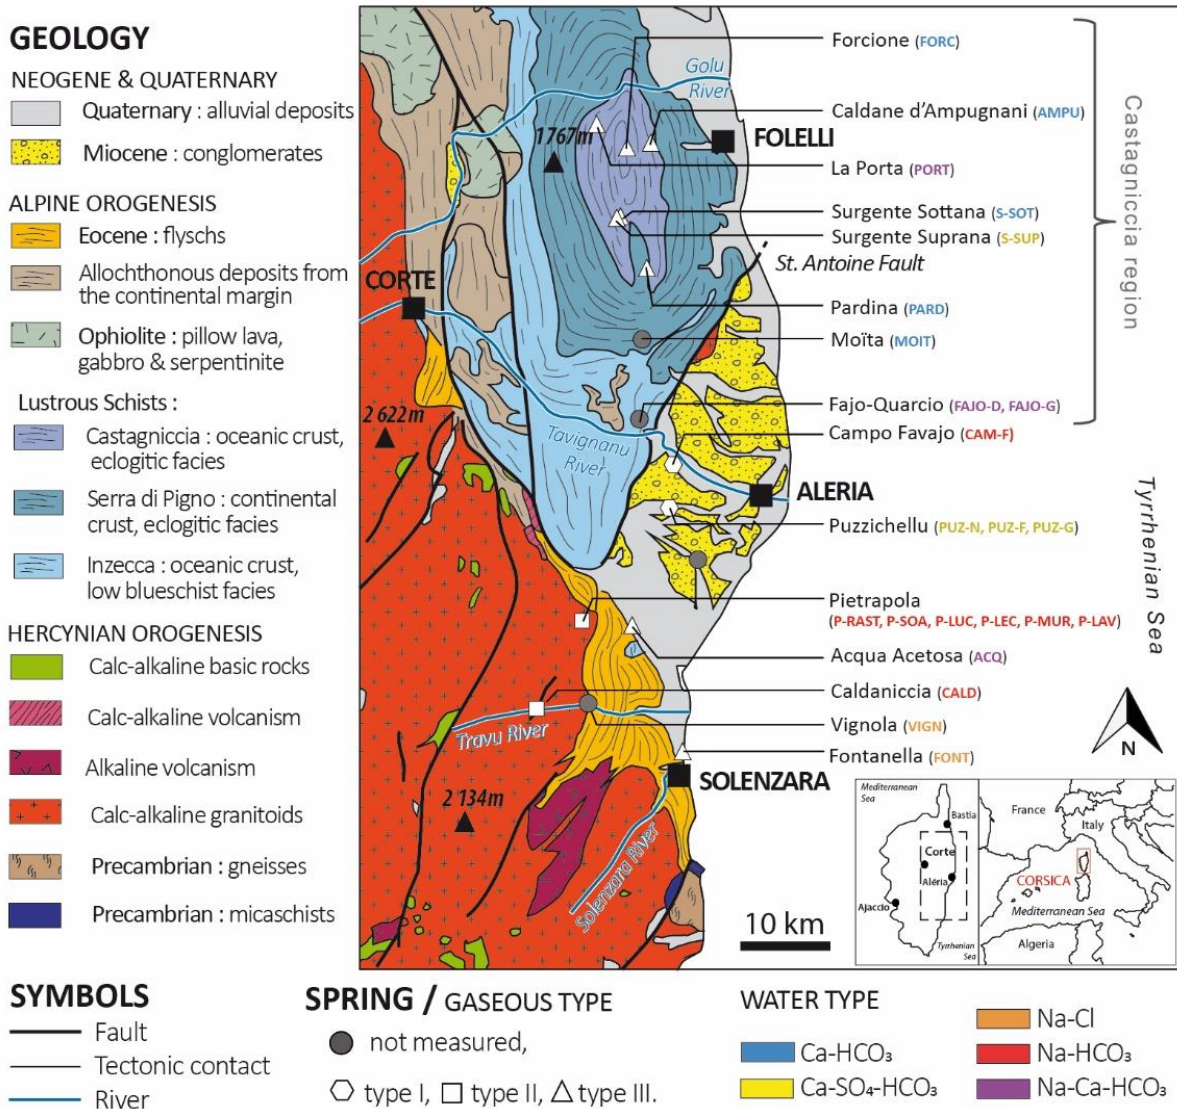 GEOLOGY
NEOGENE & QUATERNARY
Quaternary : alluvial deposits
Miocene : conglomerates
ALPINE OROGENESIS
Eocene : flyschs
Allochthonous deposits from
the continental margin
Ophiolite : pillow lava,
gabbro & serpentinite
Lustrous Schists :
Castagniccia : oceanic crust,
eclogitic facies
Serra di Pigno : continental
crust, eclogitic facies
Inzecca : oceanic crust,
low blueschist facies
HERCYNIAN OROGENESIS
Calc-alkaline basic rocks
Calc-alkaline volcanism
Alkaline volcanism
Calc-alkaline granitoids
Precambrian : gneisses
Precambrian : micaschists
Golu
River
1767m
FOLELLI
CORTE
St. Antoine Fault
2 622m
Tavignanu
River
ALERIA
Travu River
2 134m
SOLENZARA
Solenzara River
Forcione (FORC)
Caldane d'Ampugnani (AMPU)
La Porta (PORT)
Surgente Sottana (S-SOT)
Surgente Suprana (S-SUP)
Pardina (PARD)
Moïta (MOIT)
Fajo-Quarcio (FAJO-D, FAJO-G)
Campo Favajo (CAM-F)
Puzzichellu (PUZ-N, PUZ-F, PUZ-G)
Pietrapola
(P-RAST, P-SOA, P-LUC, P-LEC, P-MUR, P-LAV)
Acqua Acetosa (ACQ)
Caldaniccia (CALD)
Vignola (VIGN)
Fontanella (FONT)
Castagniccia region
Tyrrhenian Sea
N
10 km
Mediterranean
Sea
Bastia
Corte
Aléria
Ajaccio
Tyrrhenian
Sea
France
Italy
CORSICA
Mediterranean Sea
Algeria
SYMBOLS
Fault
Tectonic contact
River
SPRING / GASEOUS TYPE
not measured,
type I, type II, type III.
WATER TYPE
Ca-HCO₃
Ca-SO₄-HCO₃
Na-Cl
Na-HCO₃
Na-Ca-HCO₃